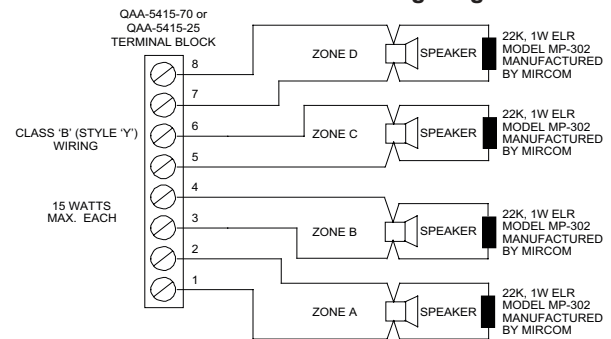 QAA-5415-70 or
QAA-5415-25
TERMINAL BLOCK
8
7
6
5
4
3
2
1
CLASS 'B' (STYLE 'Y')
WIRING
15 WATTS
MAX. EACH
ZONE D
SPEAKER
22K, 1W ELR
MODEL MP-302
MANUFACTURED
BY MIRCOM
ZONE C
SPEAKER
22K, 1W ELR
MODEL MP-302
MANUFACTURED
BY MIRCOM
ZONE B
SPEAKER
22K, 1W ELR
MODEL MP-302
MANUFACTURED
BY MIRCOM
ZONE A
SPEAKER
22K, 1W ELR
MODEL MP-302
MANUFACTURED
BY MIRCOM